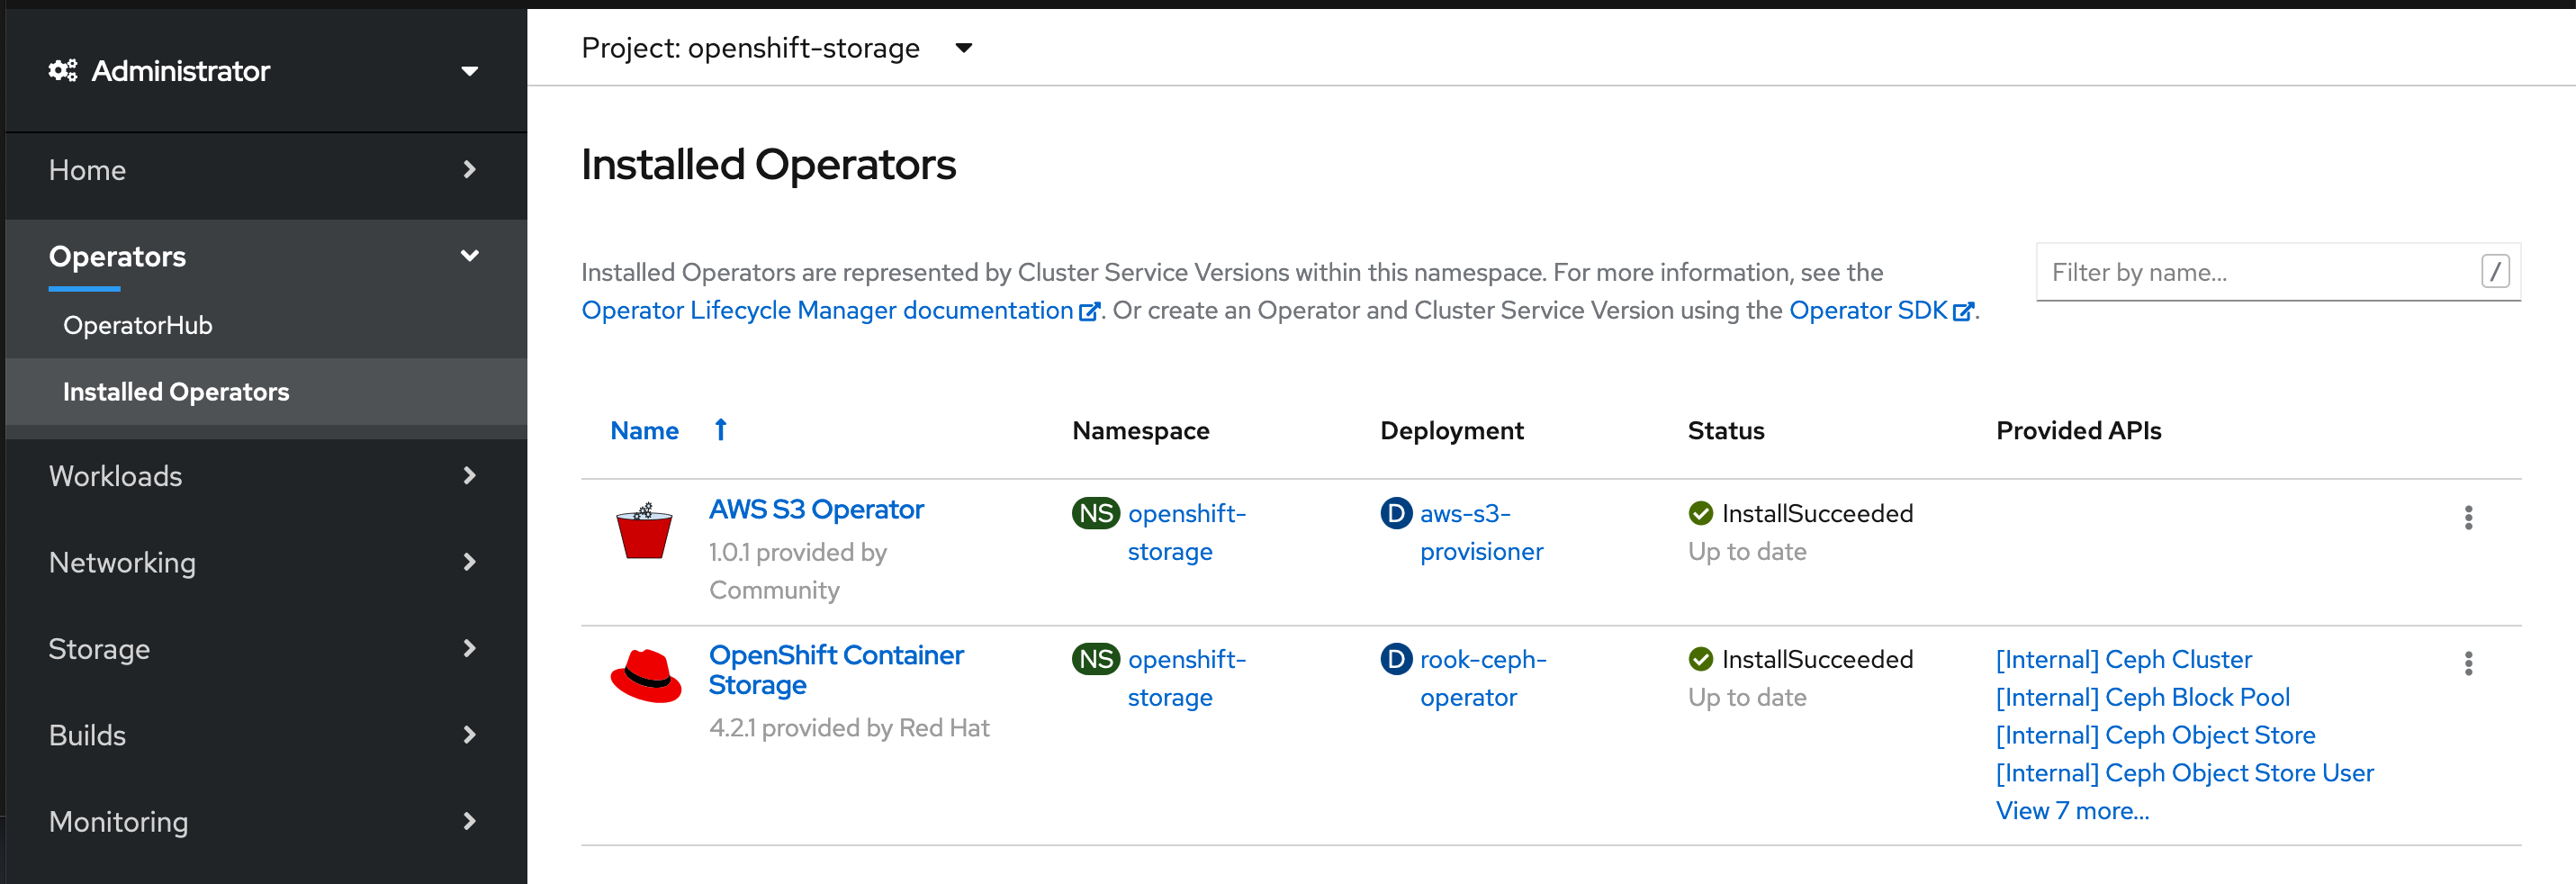 Administrator
Home
Operators
OperatorHub
Installed Operators
Workloads
Networking
Storage
Builds
Monitoring
Project: openshift-storage
Installed Operators
Installed Operators are represented by Cluster Service Versions within this namespace. For more information, see the
Operator Lifecycle Manager documentation. Or create an Operator and Cluster Service Version using the Operator SDK.
Filter by name... /
Name Namespace Deployment Status Provided APIs
AWS S3 Operator
1.0.1 provided by
Community
NS openshift-
storage
D aws-s3-
provisioner
InstallSucceeded
Up to date
OpenShift Container
Storage
4.2.1 provided by Red Hat
NS openshift-
storage
D rook-ceph-
operator
InstallSucceeded
Up to date
[Internal] Ceph Cluster
[Internal] Ceph Block Pool
[Internal] Ceph Object Store
[Internal] Ceph Object Store User
View 7 more...